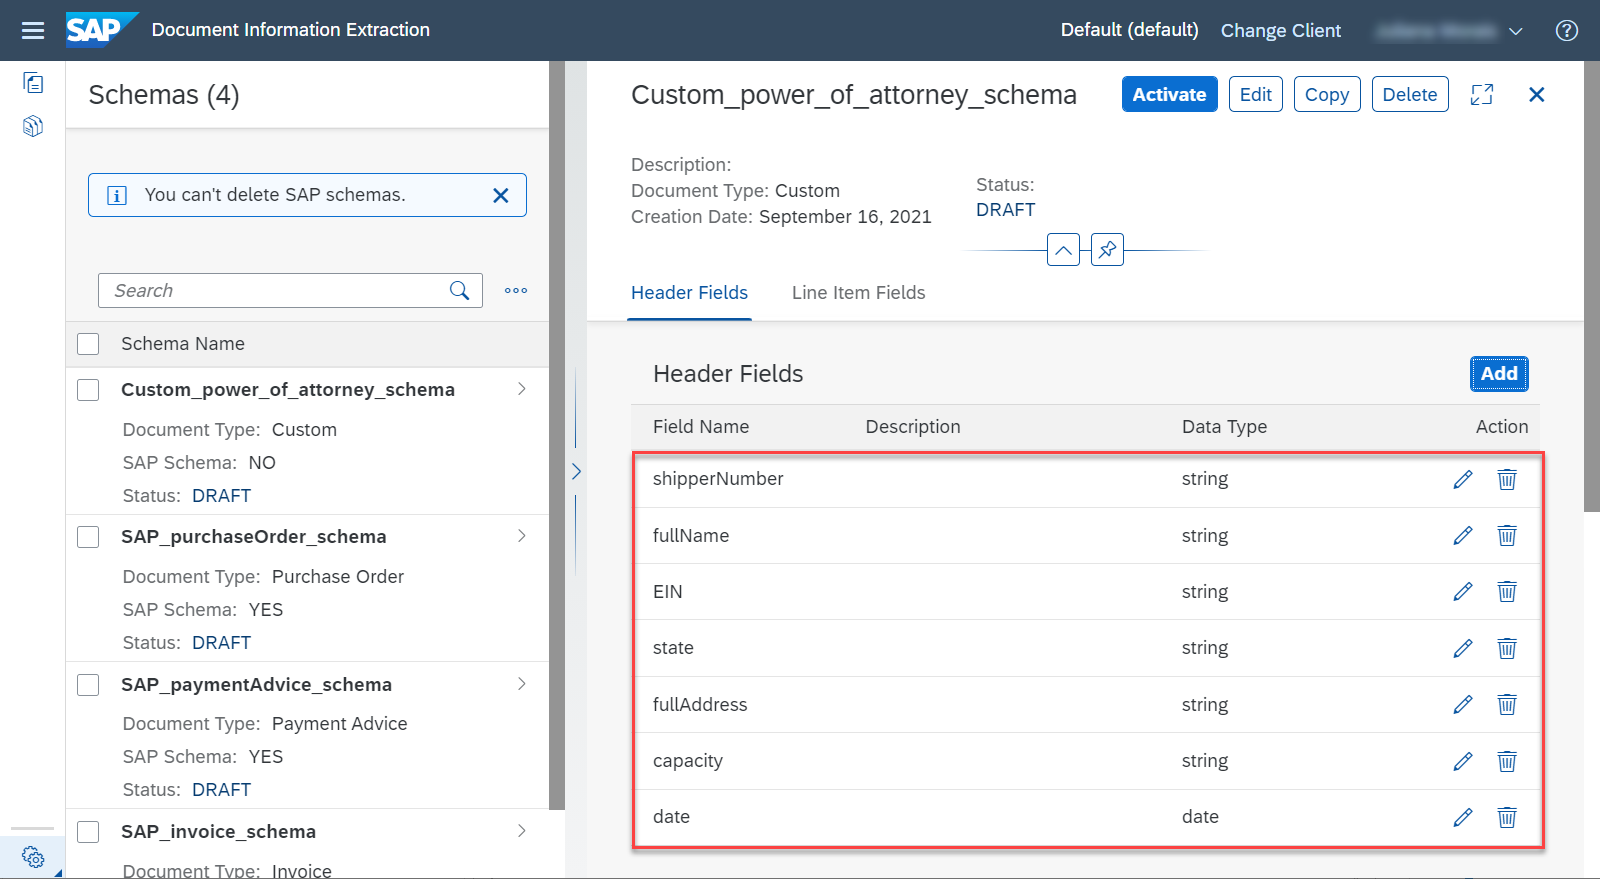 SAP Document Information Extraction Default (default) Change Client
Schemas (4)
You can't delete SAP schemas.
Search
Schema Name
Custom_power_of_attorney_schema
Document Type: Custom
SAP Schema: NO
Status: DRAFT
SAP_purchaseOrder_schema
Document Type: Purchase Order
SAP Schema: YES
Status: DRAFT
SAP_paymentAdvice_schema
Document Type: Payment Advice
SAP Schema: YES
Status: DRAFT
SAP_invoice_schema
Document Type: Invoice
Custom_power_of_attorney_schema Activate Edit Copy Delete
Description:
Document Type: Custom
Creation Date: September 16, 2021
Status:
DRAFT
Header Fields Line Item Fields
Header Fields Add
Field Name Description Data Type Action
shipperNumber string
fullName string
EIN string
state string
fullAddress string
capacity string
date date